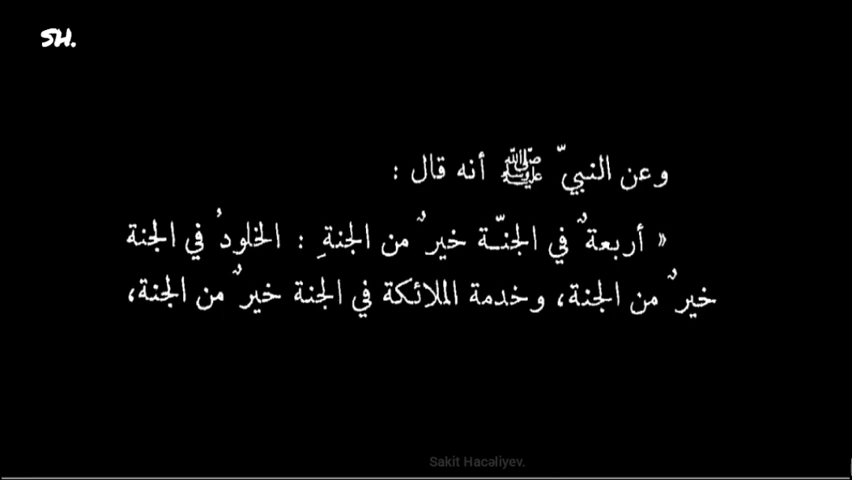 SH.
وعن النبيّ ﷺ أنه قال :
« أربعةٌ في الجنّة خيرٌ من الجنةِ : الخلودُ في الجنة
خيرٌ من الجنة، وخدمة الملائكة في الجنة خيرٌ من الجنة،
Sakit Hacəliyev.